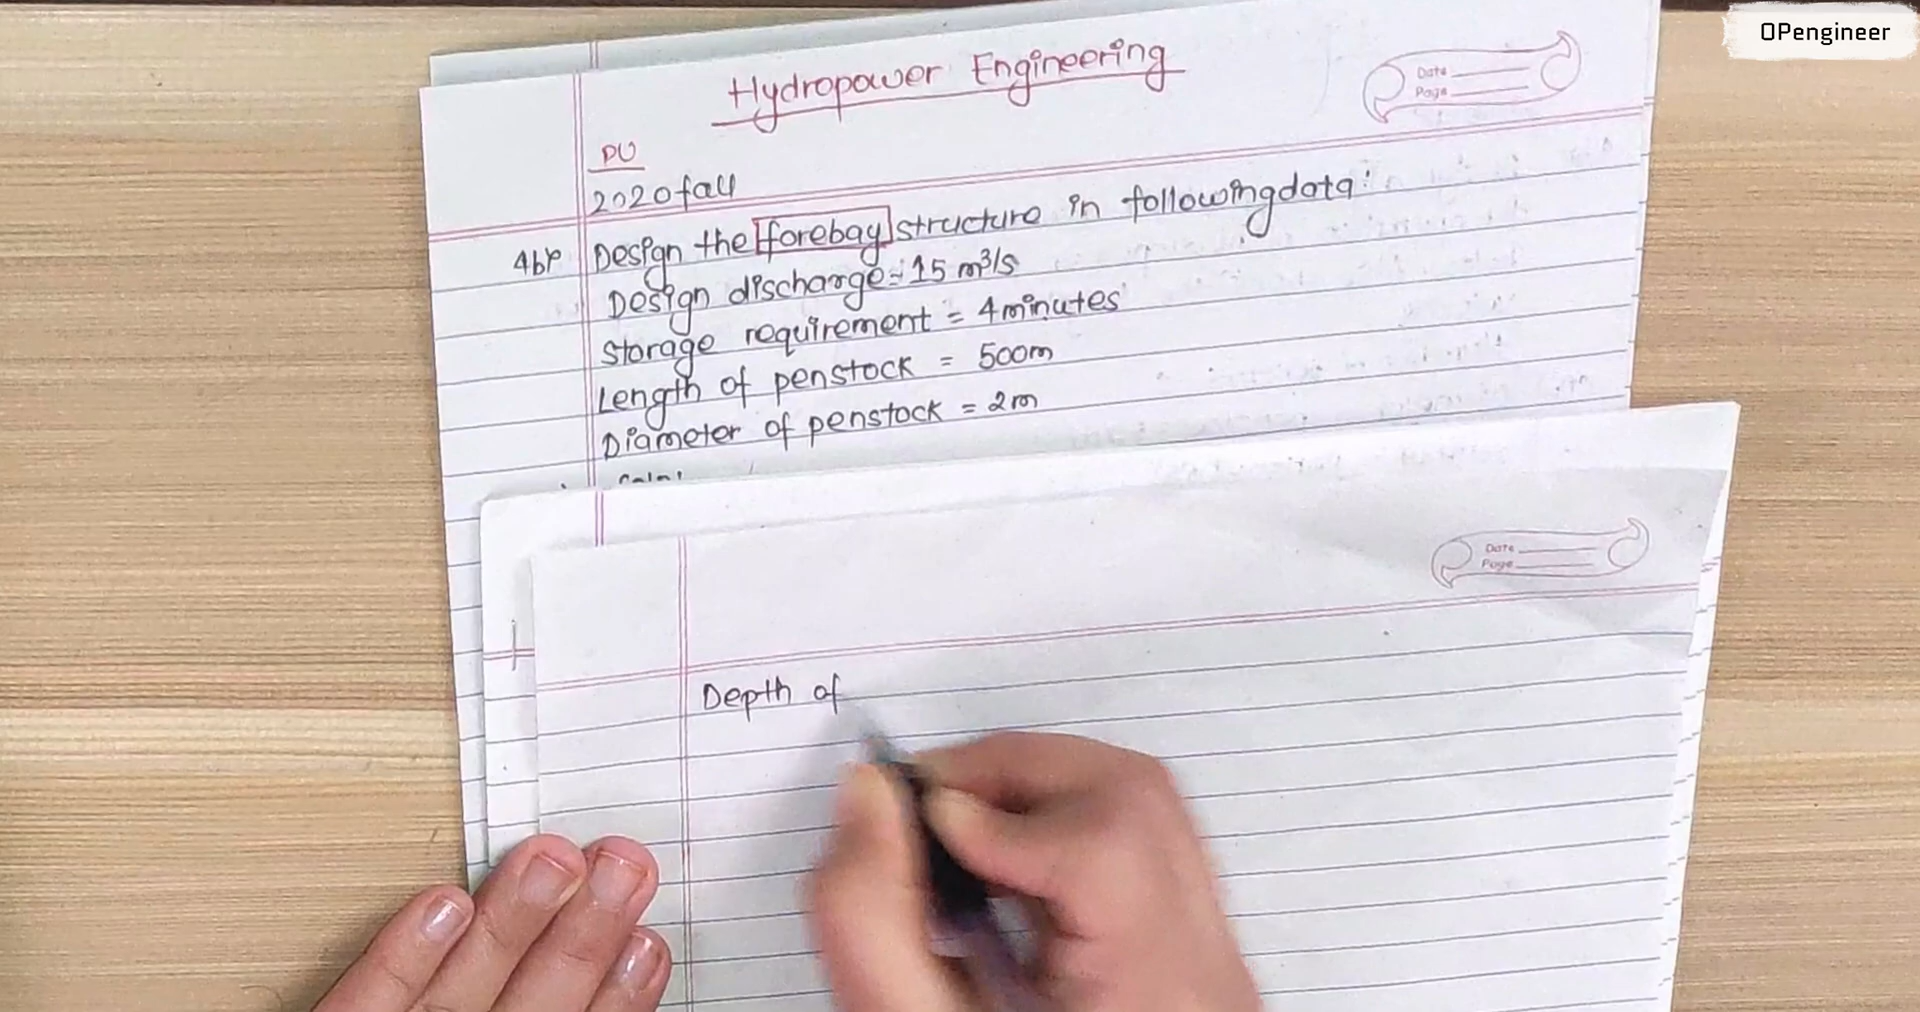 OPengineer
Hydropower Engineering
Date
Page
PU
2020 fall
4b) Design the forebay structure in following data:
Design discharge = 15 m³/s
Storage requirement = 4 minutes
Length of penstock = 500m
Diameter of penstock = 2m
Date
Page
Depth of